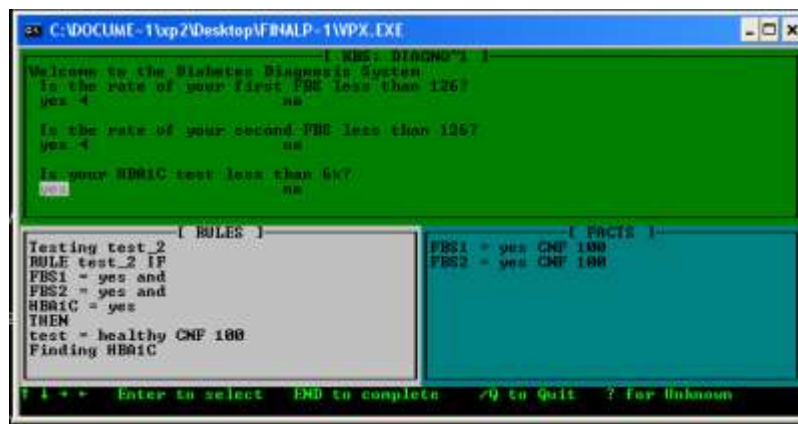 C:\DOCUME~1\xp2\Desktop\FINALP~1\VPX.EXE
[ KBS: DIAGNO~1 ]
Welcome to the Diabetes Diagnosis System
Is the rate of your first FBS less than 126?
yes ◄ no
Is the rate of your second FBS less than 126?
yes ◄ no
Is your HBA1C test less than 6%?
yes no
[ RULES ]
Testing test_2
RULE test_2 IF
FBS1 = yes and
FBS2 = yes and
HBA1C = yes
THEN
test = healthy CNF 100
Finding HBA1C
[ FACTS ]
FBS1 = yes CNF 100
FBS2 = yes CNF 100
↑ ↓ → ← Enter to select END to complete /Q to Quit ? for Unknown